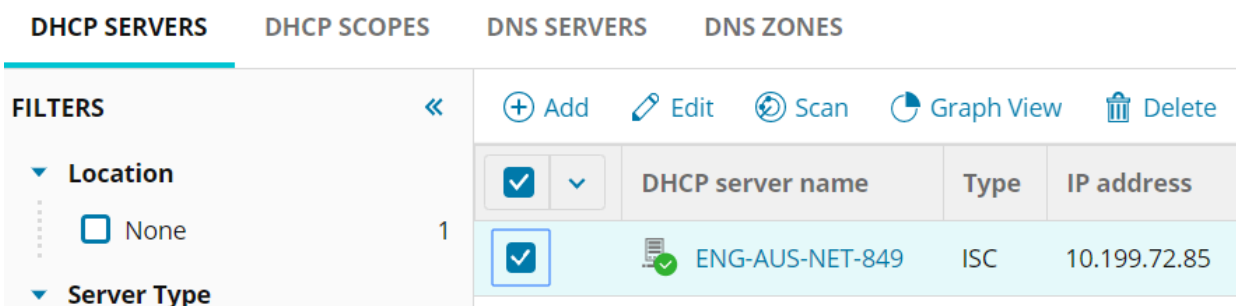 DHCP SERVERS DHCP SCOPES DNS SERVERS DNS ZONES
FILTERS
Location
None 1
Server Type
Add Edit Scan Graph View Delete
DHCP server name Type IP address
ENG-AUS-NET-849 ISC 10.199.72.85